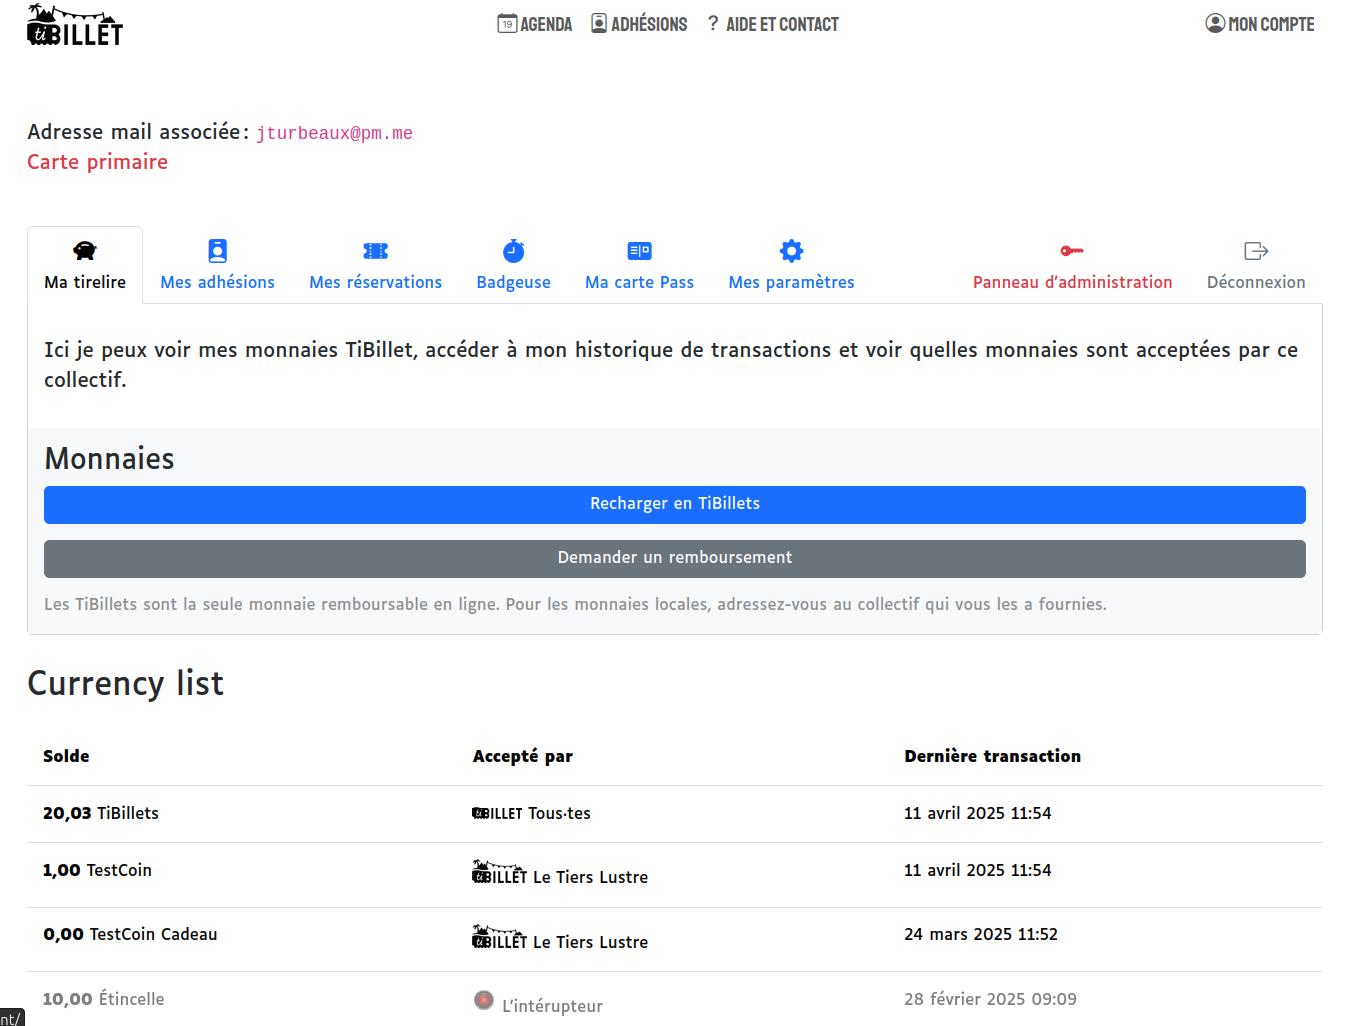 tiBILLET
19 AGENDA
ADHÉSIONS
? AIDE ET CONTACT
MON COMPTE
Adresse mail associée : jturbeaux@pm.me
Carte primaire
Ma tirelire
Mes adhésions
Mes réservations
Badgeuse
Ma carte Pass
Mes paramètres
Panneau d'administration
Déconnexion
Ici je peux voir mes monnaies TiBillet, accéder à mon historique de transactions et voir quelles monnaies sont acceptées par ce
collectif.
Monnaies
Recharger en TiBillets
Demander un remboursement
Les TiBillets sont la seule monnaie remboursable en ligne. Pour les monnaies locales, adressez-vous au collectif qui vous les a fournies.
Currency list
Solde Accepté par Dernière transaction
20,03 TiBillets tiBILLET Tous·tes 11 avril 2025 11:54
1,00 TestCoin tiBILLET Le Tiers Lustre 11 avril 2025 11:54
0,00 TestCoin Cadeau tiBILLET Le Tiers Lustre 24 mars 2025 11:52
10,00 Étincelle L'intérupteur 28 février 2025 09:09
nt/